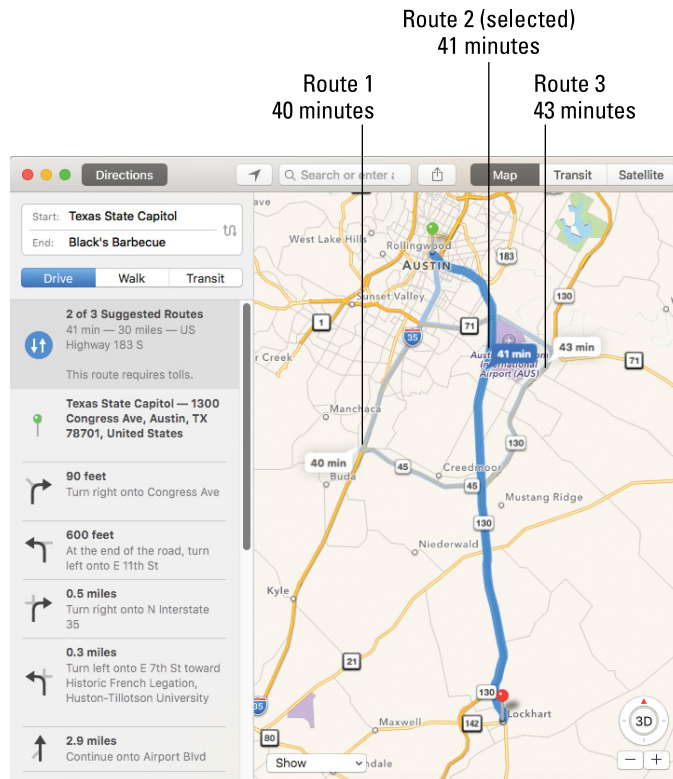 Route 2 (selected)
41 minutes
Route 1
40 minutes
Route 3
43 minutes
Directions
Search or enter a
Map
Transit
Satellite
Start: Texas State Capitol
End: Black's Barbecue
Drive
Walk
Transit
2 of 3 Suggested Routes
41 min — 30 miles — US
Highway 183 S
This route requires tolls.
Texas State Capitol — 1300
Congress Ave, Austin, TX
78701, United States
90 feet
Turn right onto Congress Ave
600 feet
At the end of the road, turn
left onto E 11th St
0.5 miles
Turn right onto N Interstate
35
0.3 miles
Turn left onto E 7th St toward
Historic French Legation,
Huston-Tillotson University
2.9 miles
Continue onto Airport Blvd
ave
West Lake Hills
Rollingwood
AUSTIN
183
Sunset Valley
130
1
35
71
r Creek
41 min
43 min
International
Airport (AUS)
71
Manchaca
130
40 min
45
Creedmoor
Buda
45
Mustang Ridge
130
Niederwald
Kyle
21
130
35
Lockhart
142
Maxwell
80
ndale
Show
3D